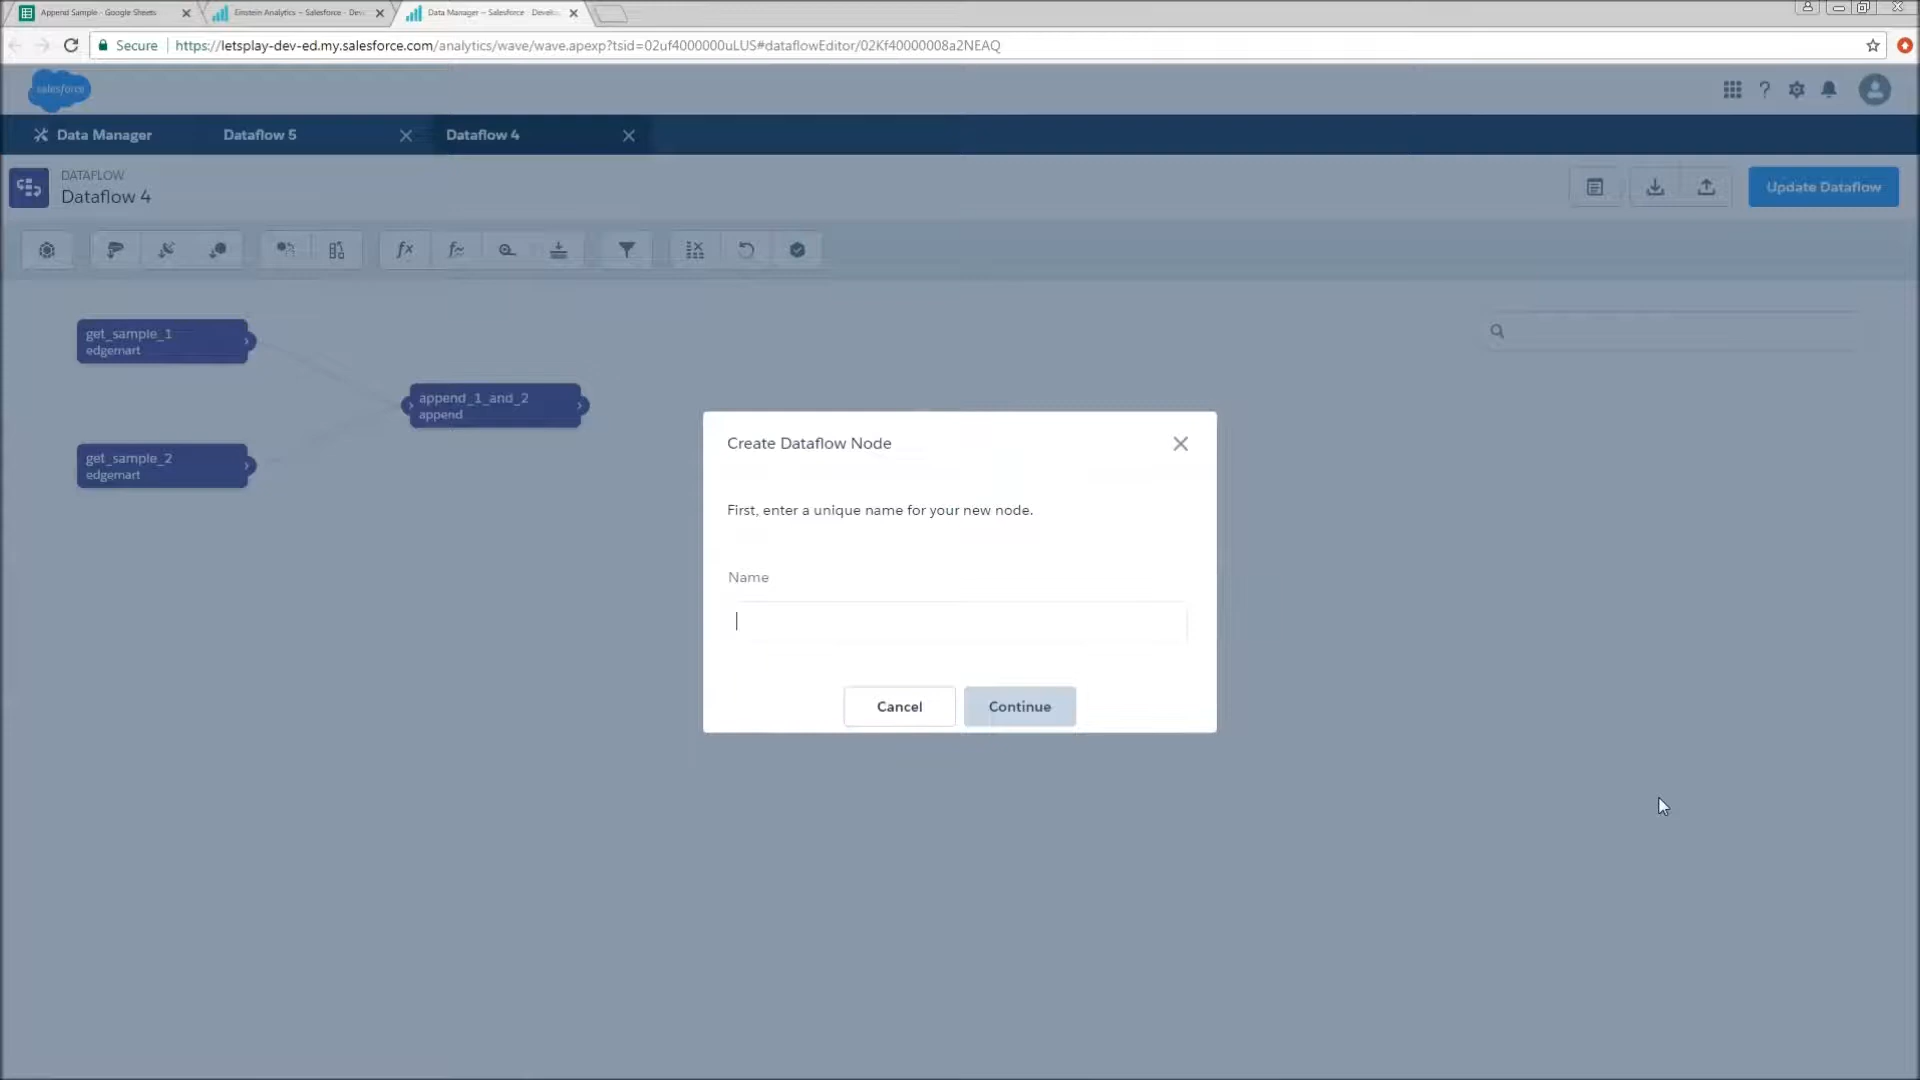 Append Sample - Google Sheets
Einstein Analytics ~ Salesforce - Dev
Data Manager ~ Salesforce - Develo
Secure
https://letsplay-dev-ed.my.salesforce.com/analytics/wave/wave.apexp?tsid=02uf4000000uLUS#dataflowEditor/02Kf40000008a2NEAQ
salesforce
Data Manager
Dataflow 5
Dataflow 4
DATAFLOW
Dataflow 4
Update Dataflow
get_sample_1
edgemart
append_1_and_2
append
get_sample_2
edgemart
Create Dataflow Node
First, enter a unique name for your new node.
Name
Cancel
Continue